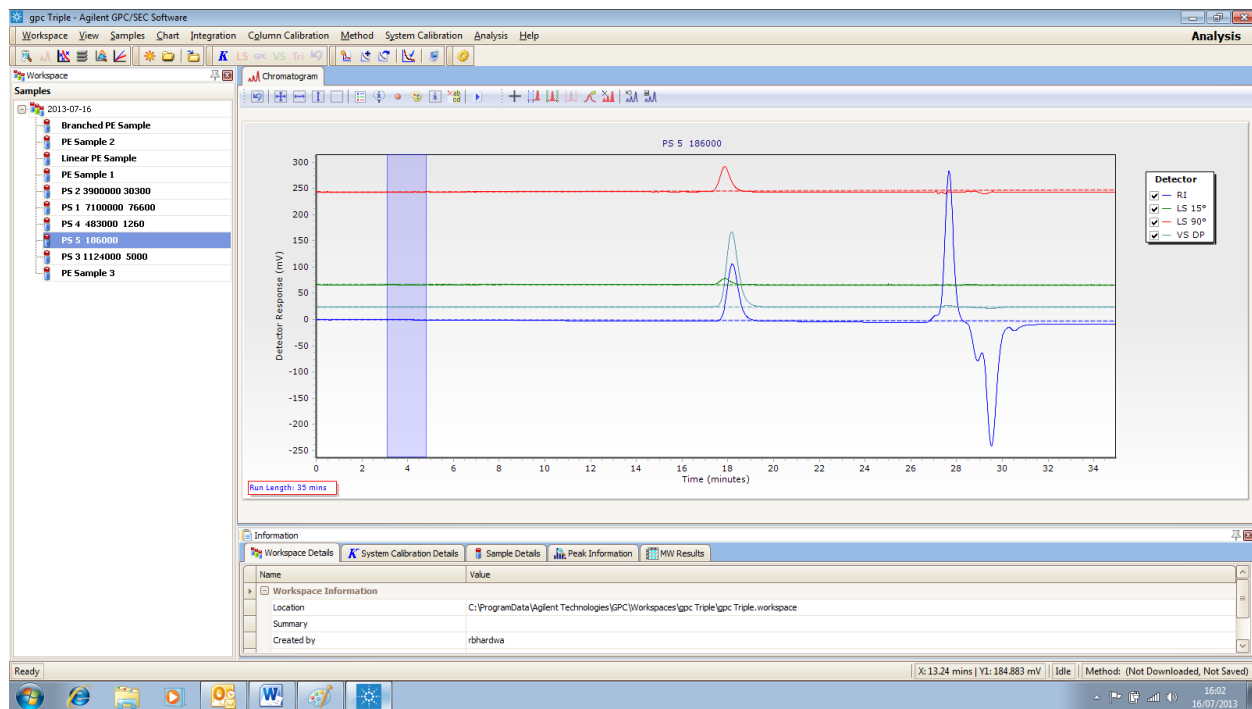 gpc Triple - Agilent GPC/SEC Software
Workspace View Samples Chart Integration Column Calibration Method System Calibration Analysis Help
Analysis
K LS GPC VS Tri
Workspace
Samples
2013-07-16
Branched PE Sample
PE Sample 2
Linear PE Sample
PE Sample 1
PS 2 3900000 30300
PS 1 7100000 76600
PS 4 483000 1260
PS 5 186000
PS 3 1124000 5000
PE Sample 3
Chromatogram
PS 5 186000
Detector Response (mV)
300
250
200
150
100
50
0
-50
-100
-150
-200
-250
0 2 4 6 8 10 12 14 16 18 20 22 24 26 28 30 32 34
Time (minutes)
Run Length: 35 mins
Detector
RI
LS 15°
LS 90°
VS DP
Information
Workspace Details K System Calibration Details Sample Details Peak Information MW Results
Name Value
Workspace Information
Location C:\ProgramData\Agilent Technologies\GPC\Workspaces\gpc Triple\gpc Triple.workspace
Summary
Created by rbhardwa
Ready X: 13.24 mins | Y1: 184.883 mV Idle Method: (Not Downloaded, Not Saved)
16:02
16/07/2013